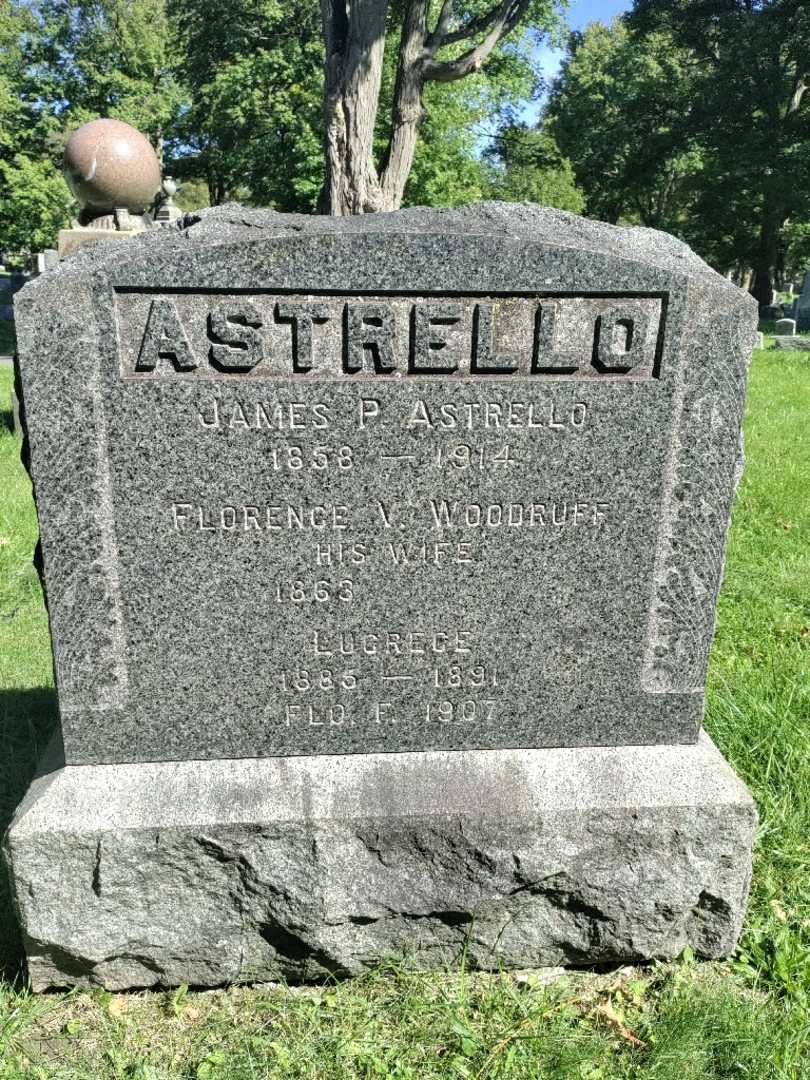 ASTRELLO
JAMES P. ASTRELLO
1858 — 1914
FLORENCE V. WOODRUFF
HIS WIFE
1863
LUCRECE
1885 — 1891
FLO. F. 1907